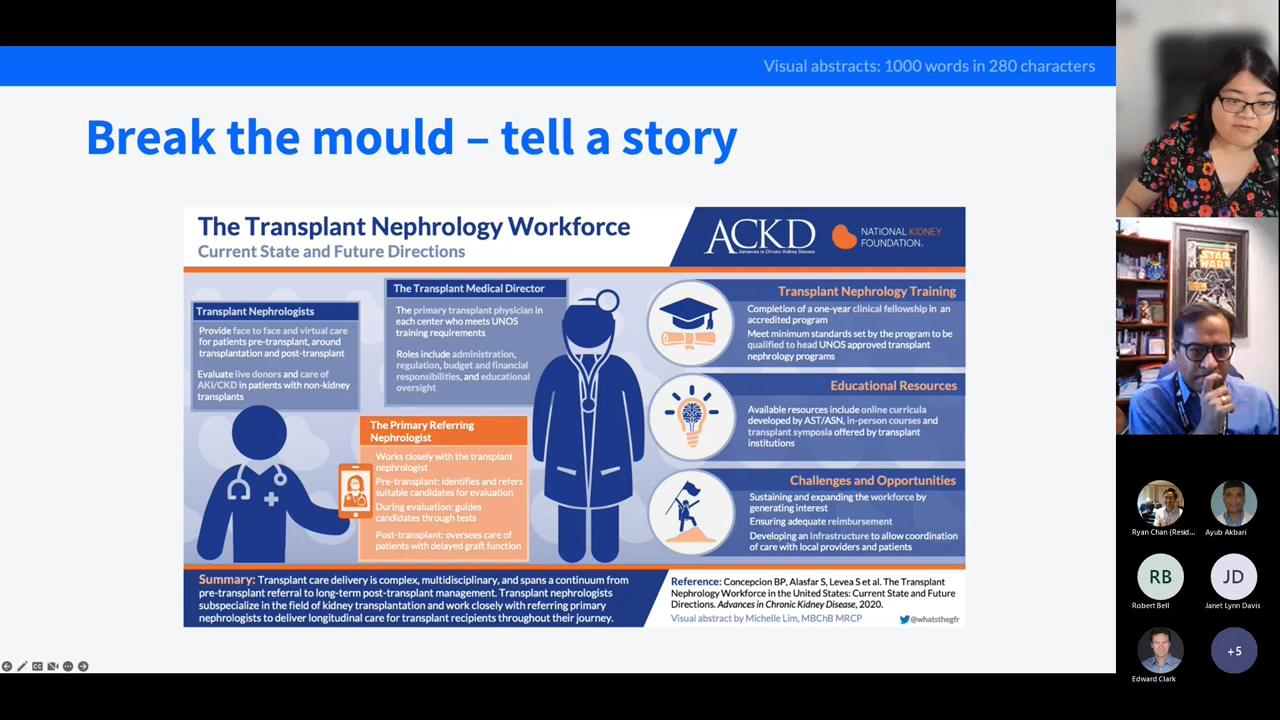 Visual abstracts: 1000 words in 280 characters
Break the mould – tell a story
The Transplant Nephrology Workforce
Current State and Future Directions
ACKD
Advances in Chronic Kidney Disease
NATIONAL KIDNEY
FOUNDATION
Transplant Nephrologists
Provide face to face and virtual care
for patients pre-transplant, around
transplantation and post-transplant
Evaluate live donors and care of
AKI/CKD in patients with non-kidney
transplants
The Transplant Medical Director
The primary transplant physician in
each center who meets UNOS
training requirements
Roles include administration,
regulation, budget and financial
responsibilities, and educational
oversight
The Primary Referring
Nephrologist
Works closely with the transplant
nephrologist
Pre-transplant: identifies and refers
suitable candidates for evaluation
During evaluation: guides
candidates through tests
Post-transplant: oversees care of
patients with delayed graft function
Transplant Nephrology Training
Completion of a one-year clinical fellowship in an
accredited program
Meet minimum standards set by the program to be
qualified to head UNOS approved transplant
nephrology programs
Educational Resources
Available resources include online curricula
developed by AST/ASN, in-person courses and
transplant symposia offered by transplant
institutions
Challenges and Opportunities
Sustaining and expanding the workforce by
generating interest
Ensuring adequate reimbursement
Developing an infrastructure to allow coordination
of care with local providers and patients
Summary: Transplant care delivery is complex, multidisciplinary, and spans a continuum from
pre-transplant referral to long-term post-transplant management. Transplant nephrologists
subspecialize in the field of kidney transplantation and work closely with referring primary
nephrologists to deliver longitudinal care for transplant recipients throughout their journey.
Reference: Concepcion BP, Alasfar S, Levea S et al. The Transplant
Nephrology Workforce in the United States: Current State and Future
Directions. Advances in Chronic Kidney Disease, 2020.
Visual abstract by Michelle Lim, MBChB MRCP
@whatsthegfr
STAR
WARS
Ryan Chan (Resid...
Ayub Akbari
RB
JD
Robert Bell
Janet Lynn Davis
+5
Edward Clark